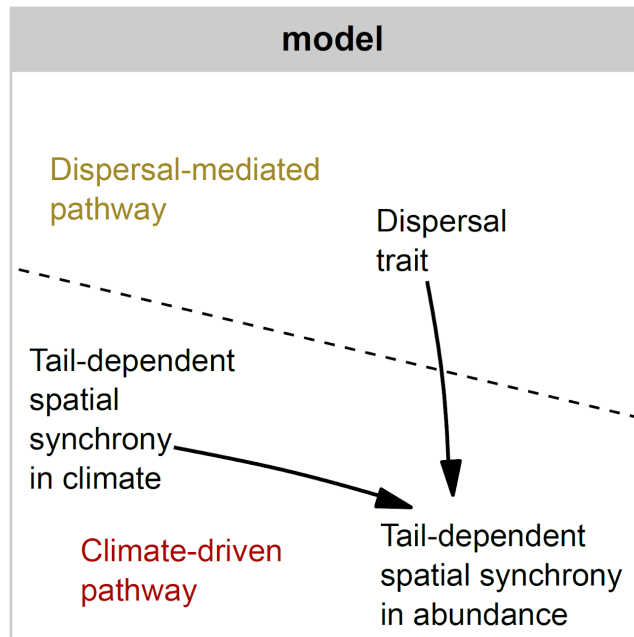 model
Dispersal-mediated
pathway
Dispersal
trait
Tail-dependent
spatial
synchrony
in climate
Climate-driven
pathway
Tail-dependent
spatial synchrony
in abundance